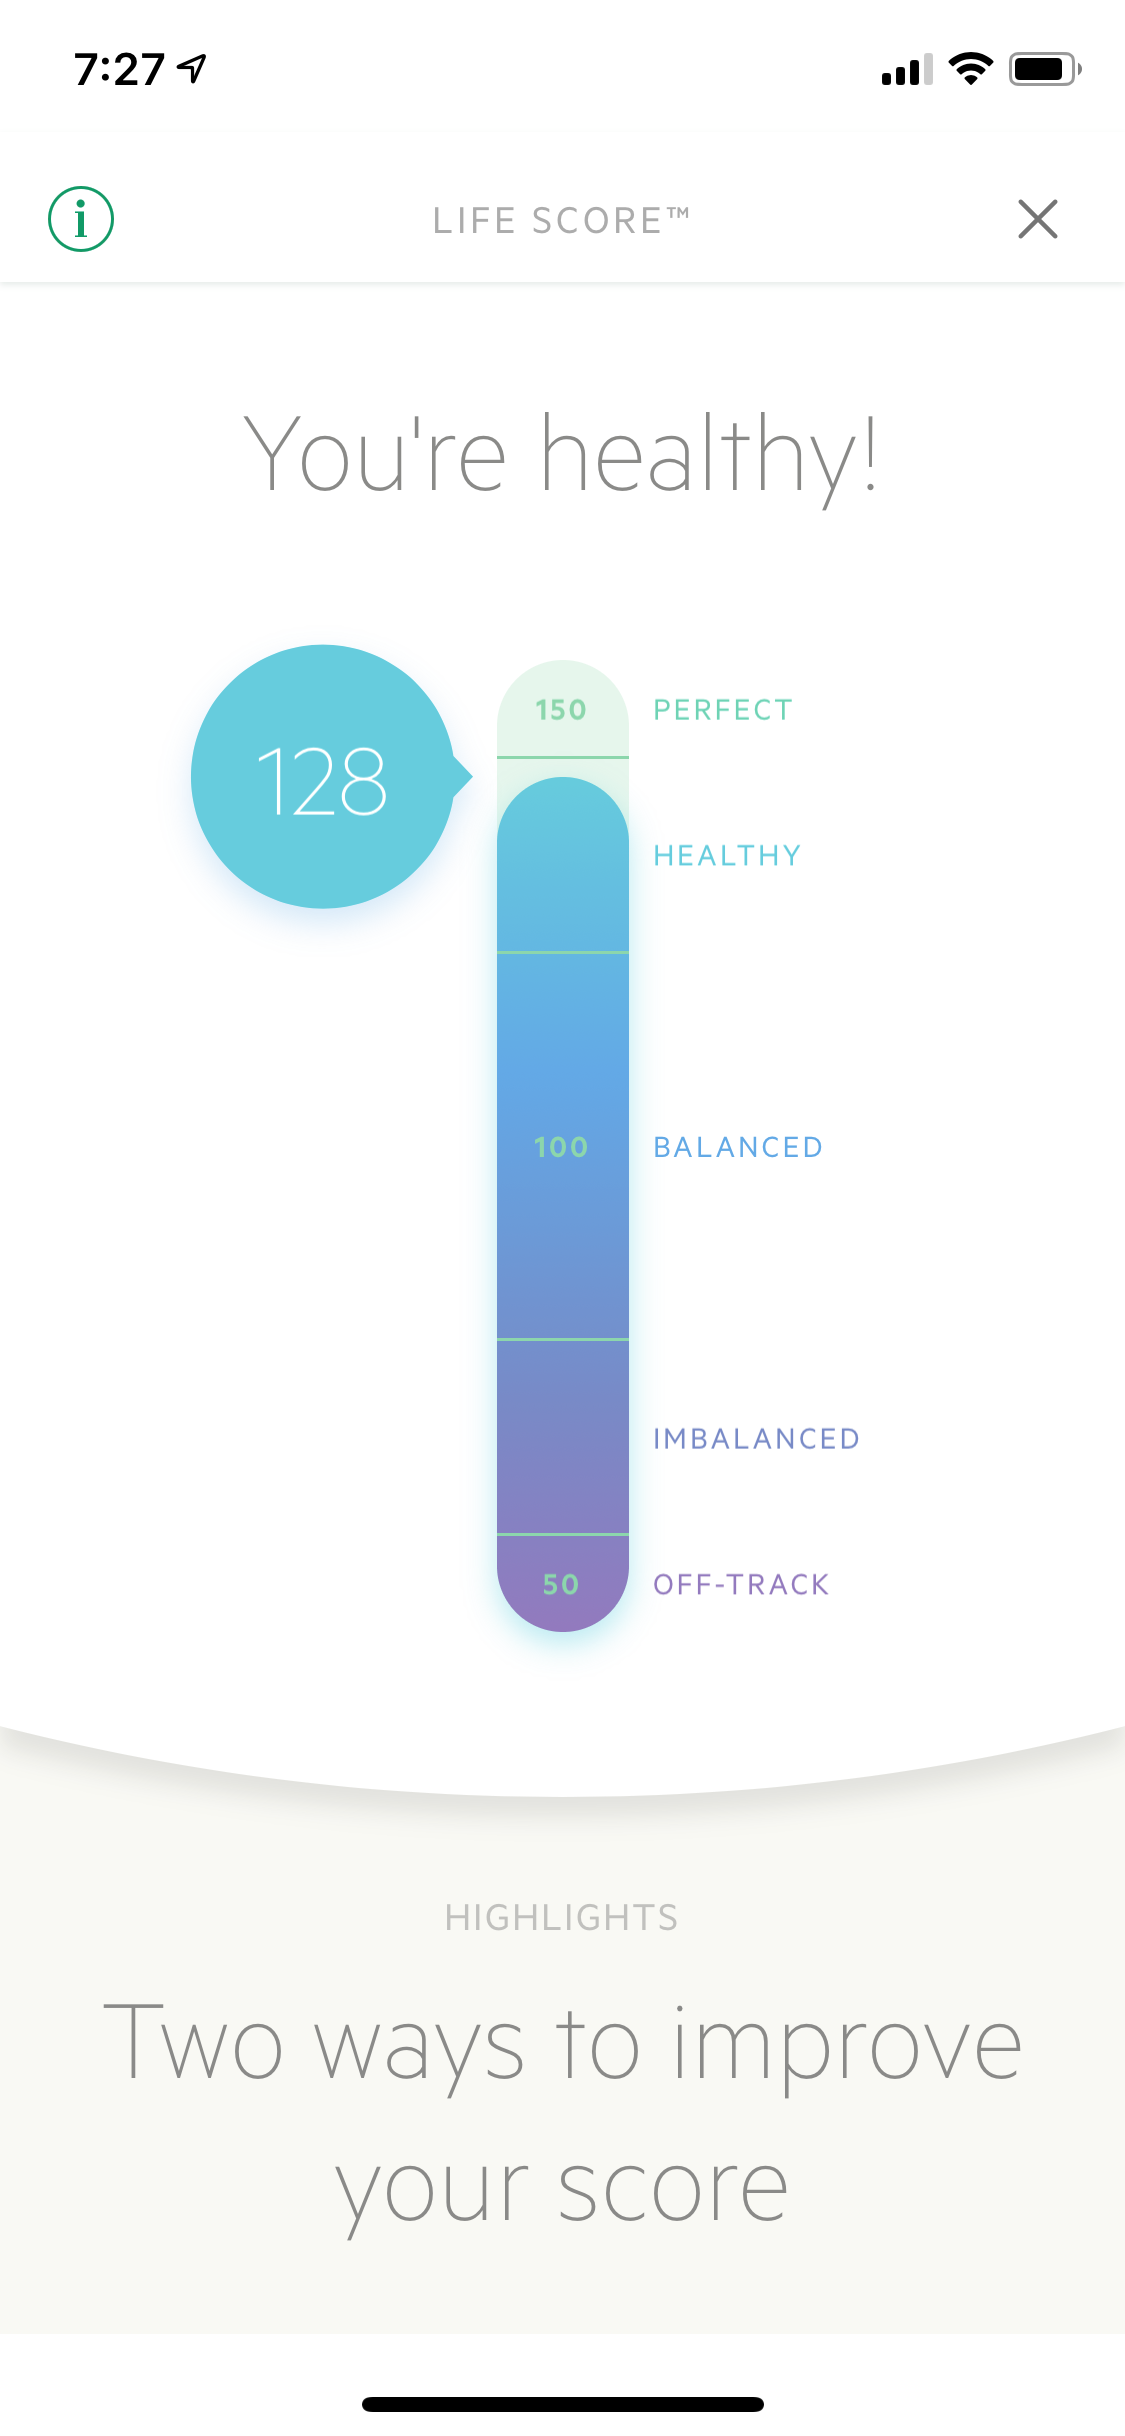 7:27
i
LIFE SCORE™
You're healthy!
128
150 PERFECT
HEALTHY
100 BALANCED
IMBALANCED
50 OFF-TRACK
HIGHLIGHTS
Two ways to improve
your score